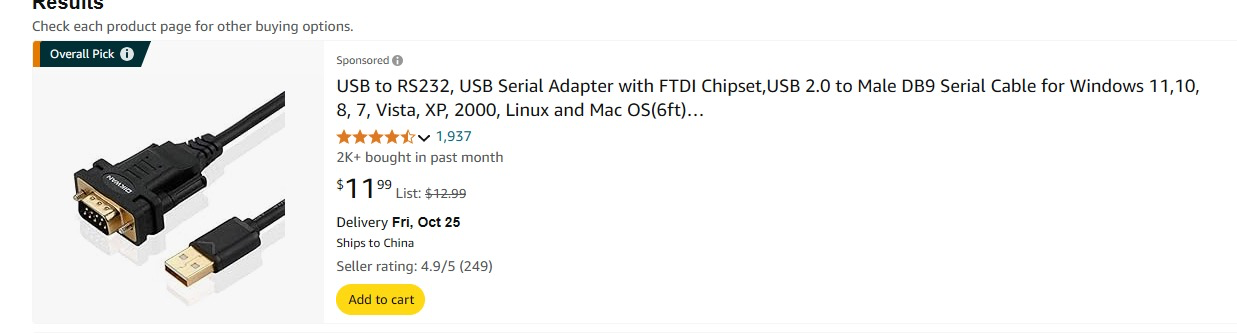 Results
Check each product page for other buying options.
Overall Pick
Sponsored
USB to RS232, USB Serial Adapter with FTDI Chipset,USB 2.0 to Male DB9 Serial Cable for Windows 11,10,
8, 7, Vista, XP, 2000, Linux and Mac OS(6ft)…
1,937
2K+ bought in past month
$11.99 List: $12.99
Delivery Fri, Oct 25
Ships to China
Seller rating: 4.9/5 (249)
Add to cart